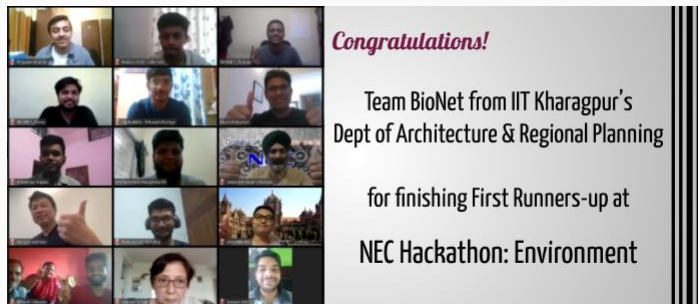 Congratulations!
Team BioNet from IIT Kharagpur's
Dept of Architecture & Regional Planning
for finishing First Runners-up at
NEC Hackathon: Environment